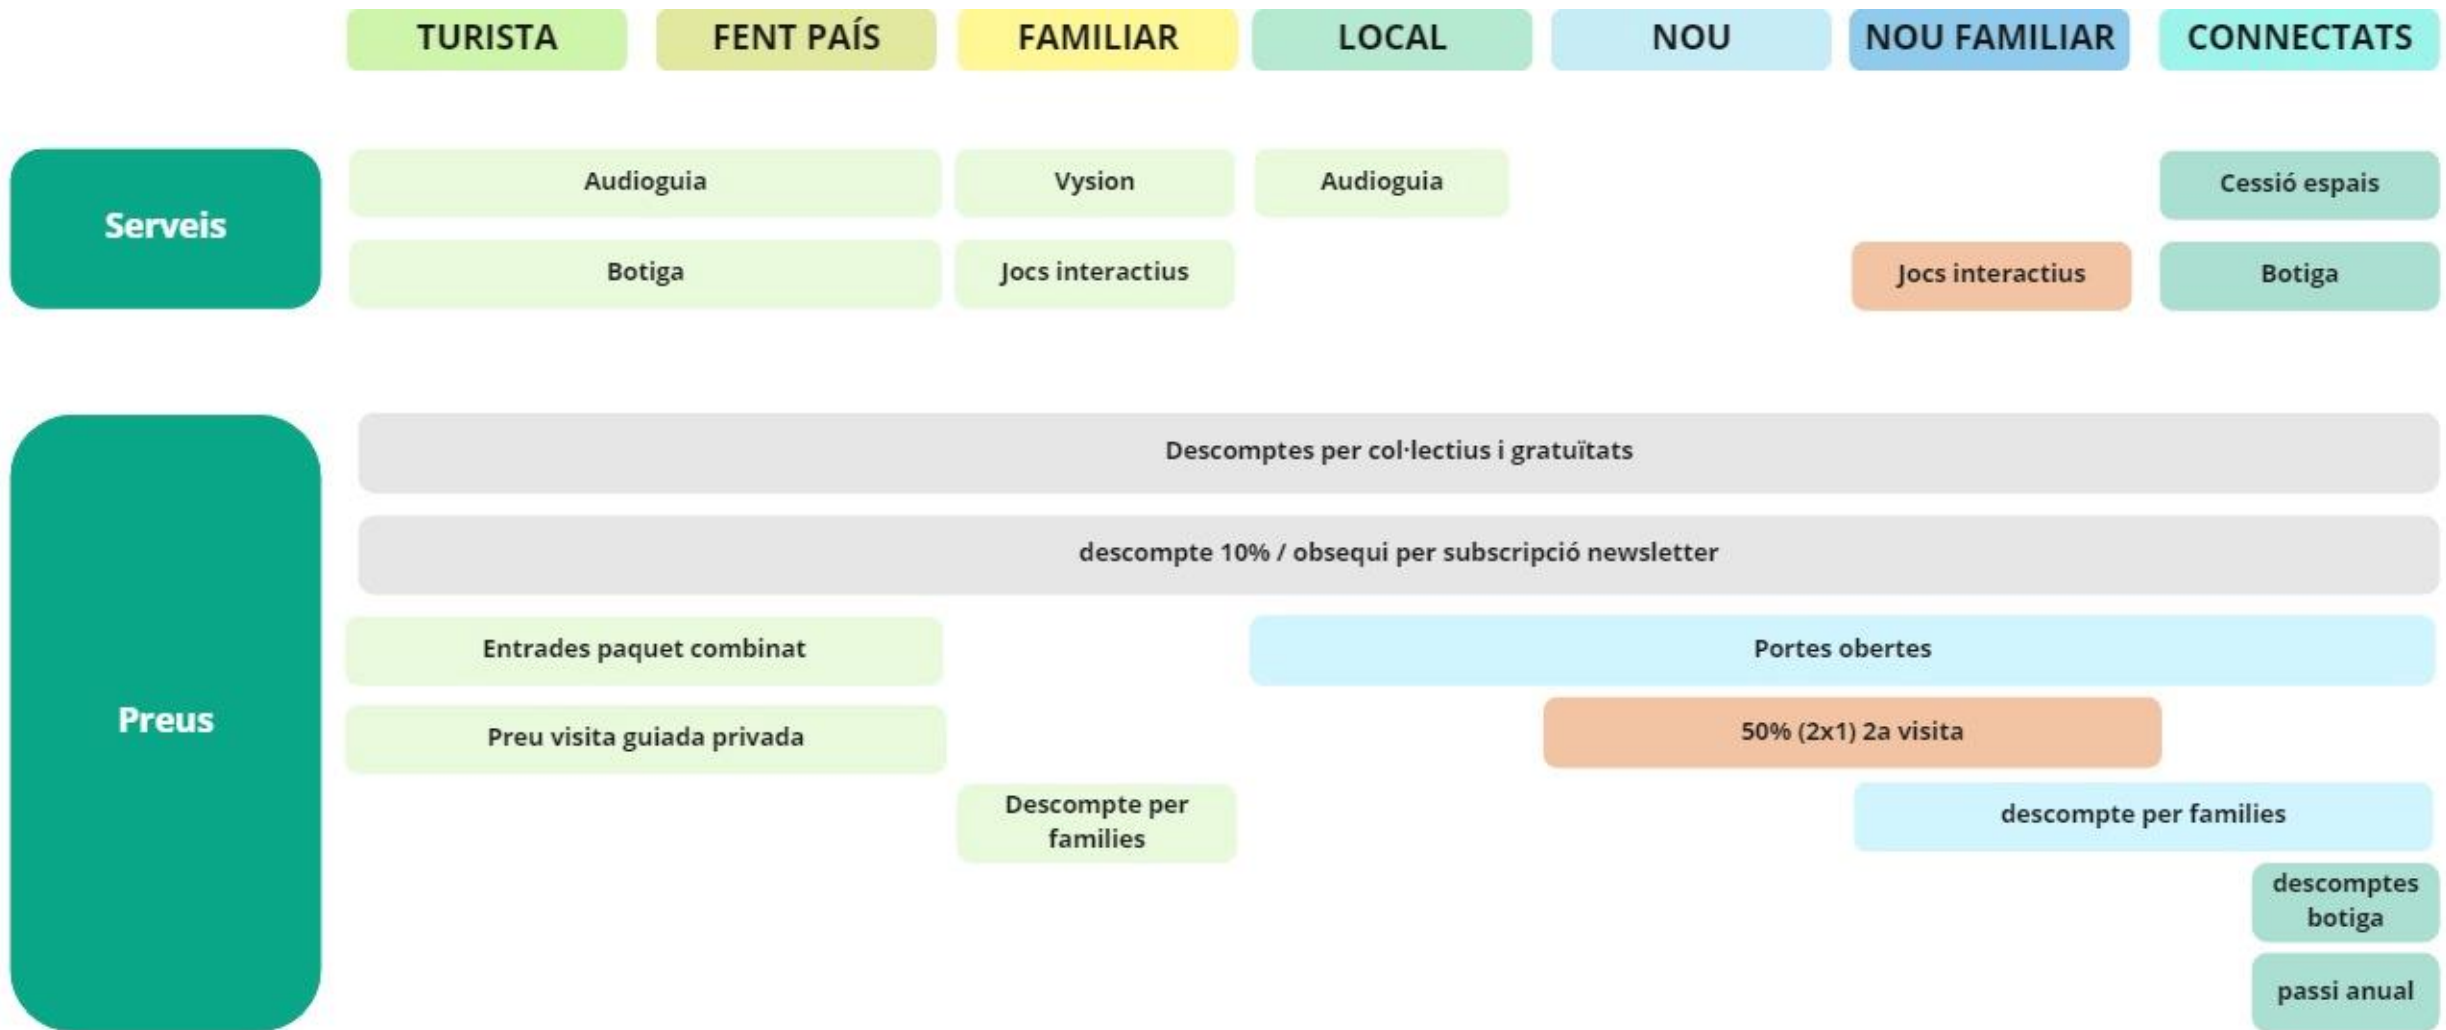 TURISTA FENT PAÍS FAMILIAR LOCAL NOU NOU FAMILIAR CONNECTATS
Serveis
Audioguia Vysion Audioguia Cessió espais
Botiga Jocs interactius Jocs interactius Botiga
Preus
Descomptes per col·lectius i gratuïtats
descompte 10% / obsequi per subscripció newsletter
Entrades paquet combinat Portes obertes
Preu visita guiada privada 50% (2x1) 2a visita
Descompte per
families
descompte per families
descomptes
botiga
passi anual